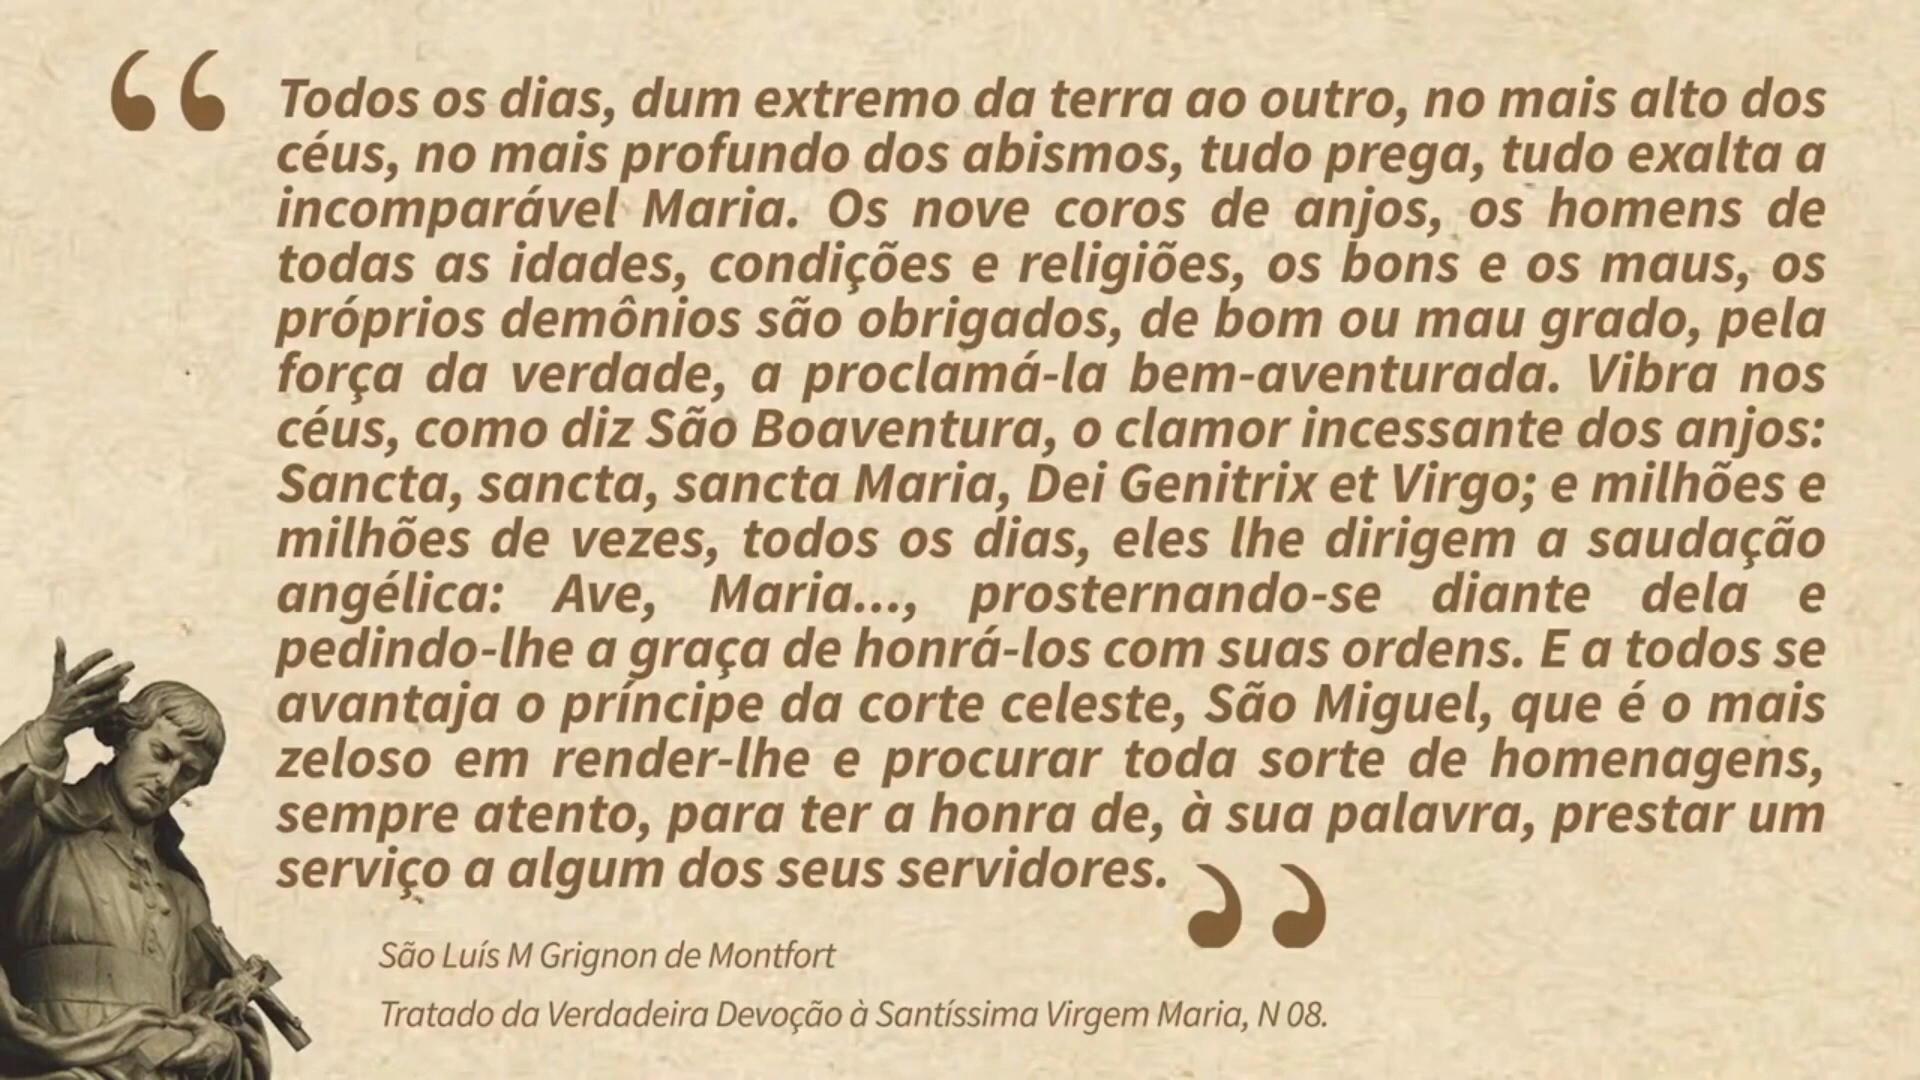 “ Todos os dias, dum extremo da terra ao outro, no mais alto dos
céus, no mais profundo dos abismos, tudo prega, tudo exalta a
incomparável Maria. Os nove coros de anjos, os homens de
todas as idades, condições e religiões, os bons e os maus, os
próprios demônios são obrigados, de bom ou mau grado, pela
força da verdade, a proclamá-la bem-aventurada. Vibra nos
céus, como diz São Boaventura, o clamor incessante dos anjos:
Sancta, sancta, sancta Maria, Dei Genitrix et Virgo; e milhões e
milhões de vezes, todos os dias, eles lhe dirigem a saudação
angélica: Ave, Maria..., prosternando-se diante dela e
pedindo-lhe a graça de honrá-los com suas ordens. E a todos se
avantaja o príncipe da corte celeste, São Miguel, que é o mais
zeloso em render-lhe e procurar toda sorte de homenagens,
sempre atento, para ter a honra de, à sua palavra, prestar um
serviço a algum dos seus servidores. ”
São Luís M Grignon de Montfort
Tratado da Verdadeira Devoção à Santíssima Virgem Maria, N 08.